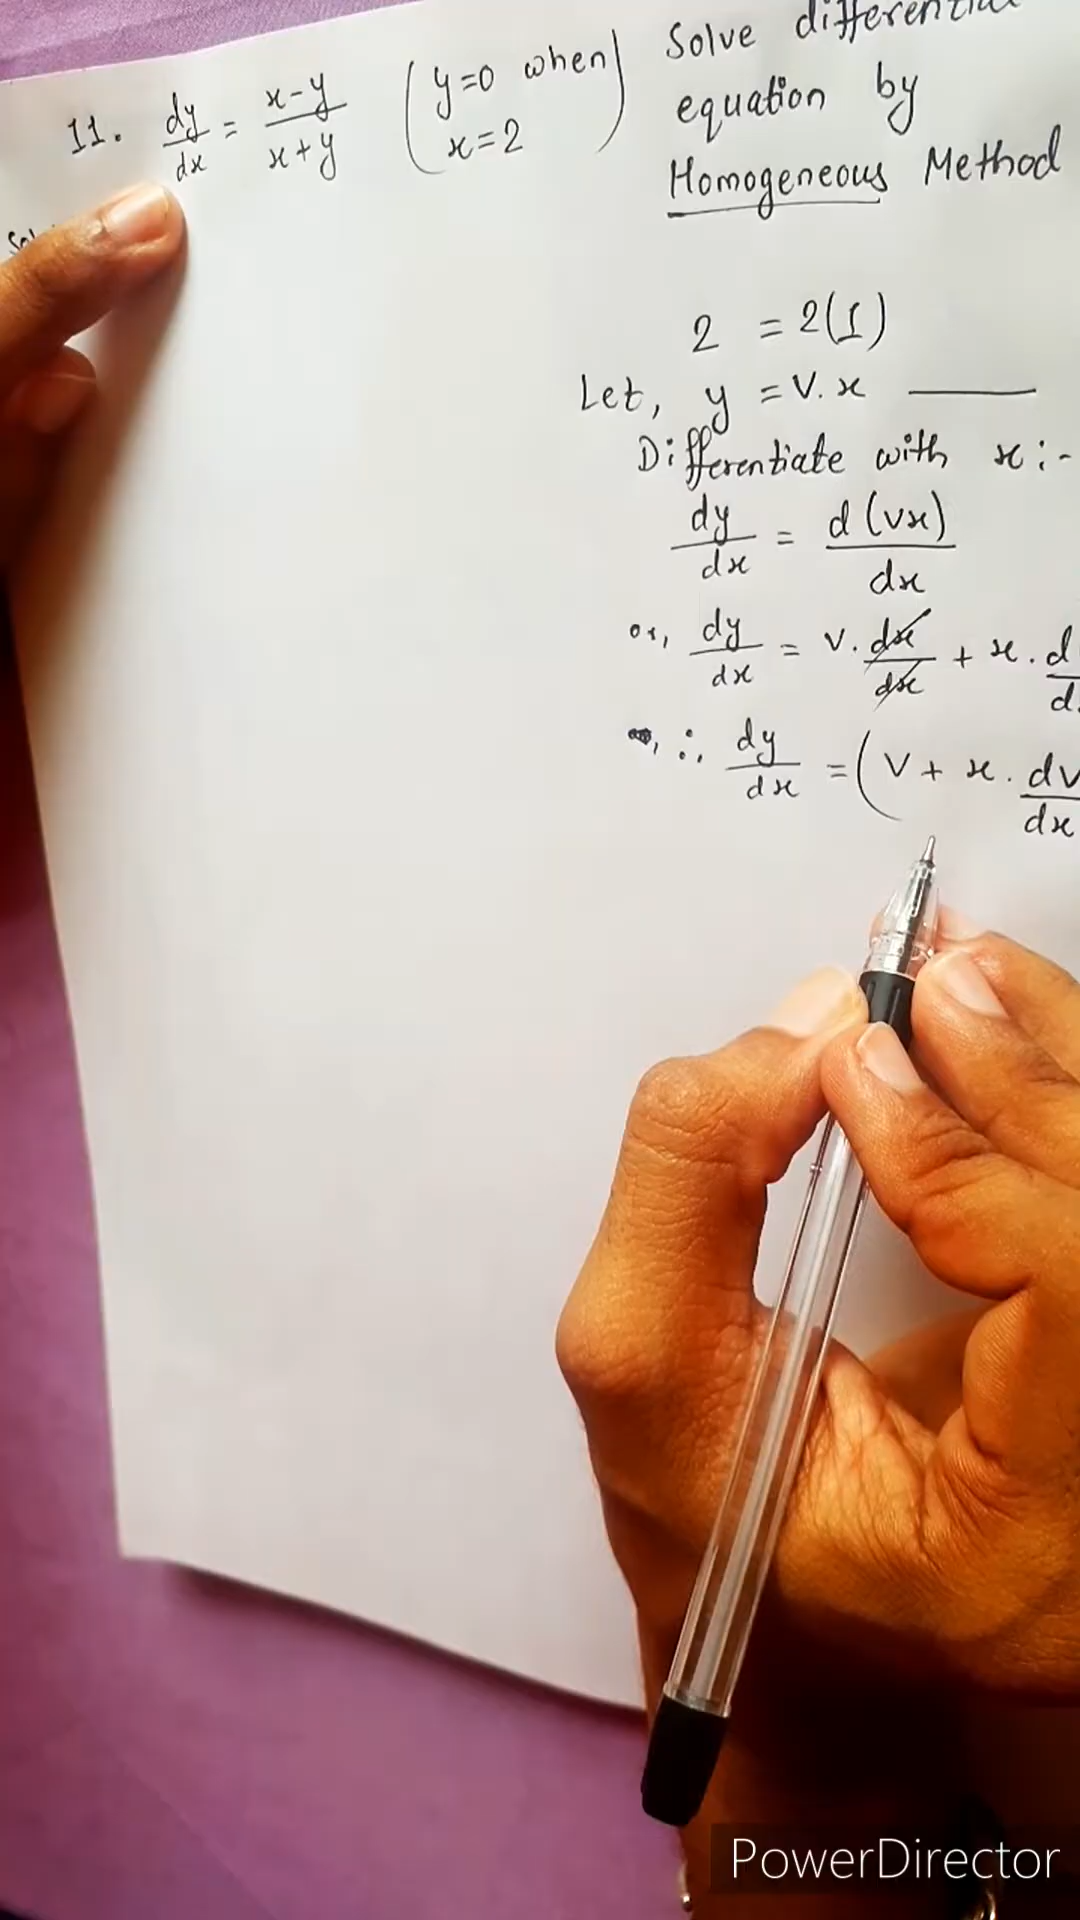 11. dy/dx = x-y/x+y (y=0 when x=2)
Solve differential
equation by
Homogeneous Method
2 = 2(1)
Let, y = v.x
Differentiate with x:-
dy/dx = d(vx)/dx
or, dy/dx = v.dx/dx + x.d
∴ dy/dx = (v + x.dv/dx
PowerDirector